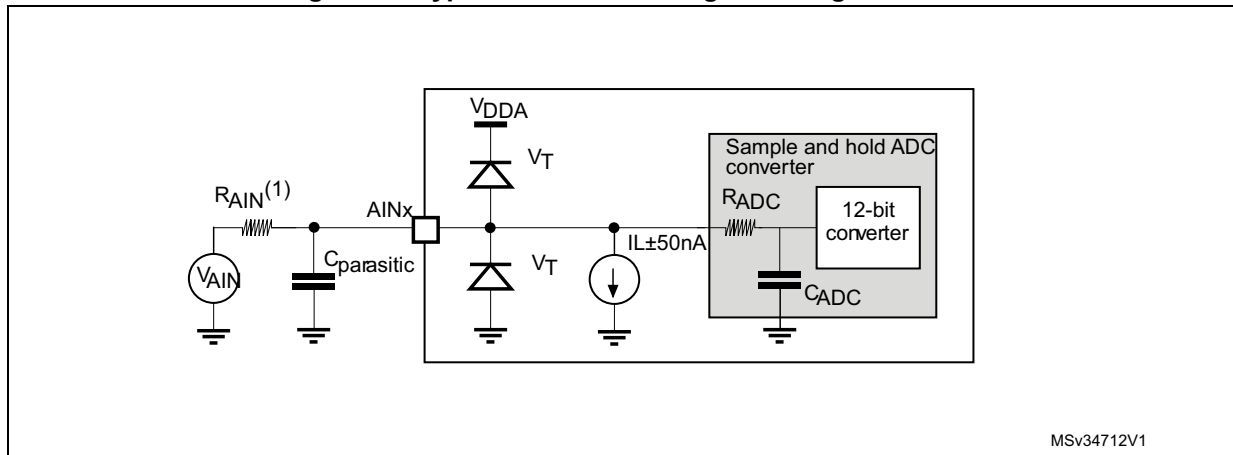 VDDA
VT
Sample and hold ADC
converter
RAIN(1)
AINx
RADC
12-bit
converter
IL±50nA
VAIN
Cparasitic
VT
CADC
MSv34712V1